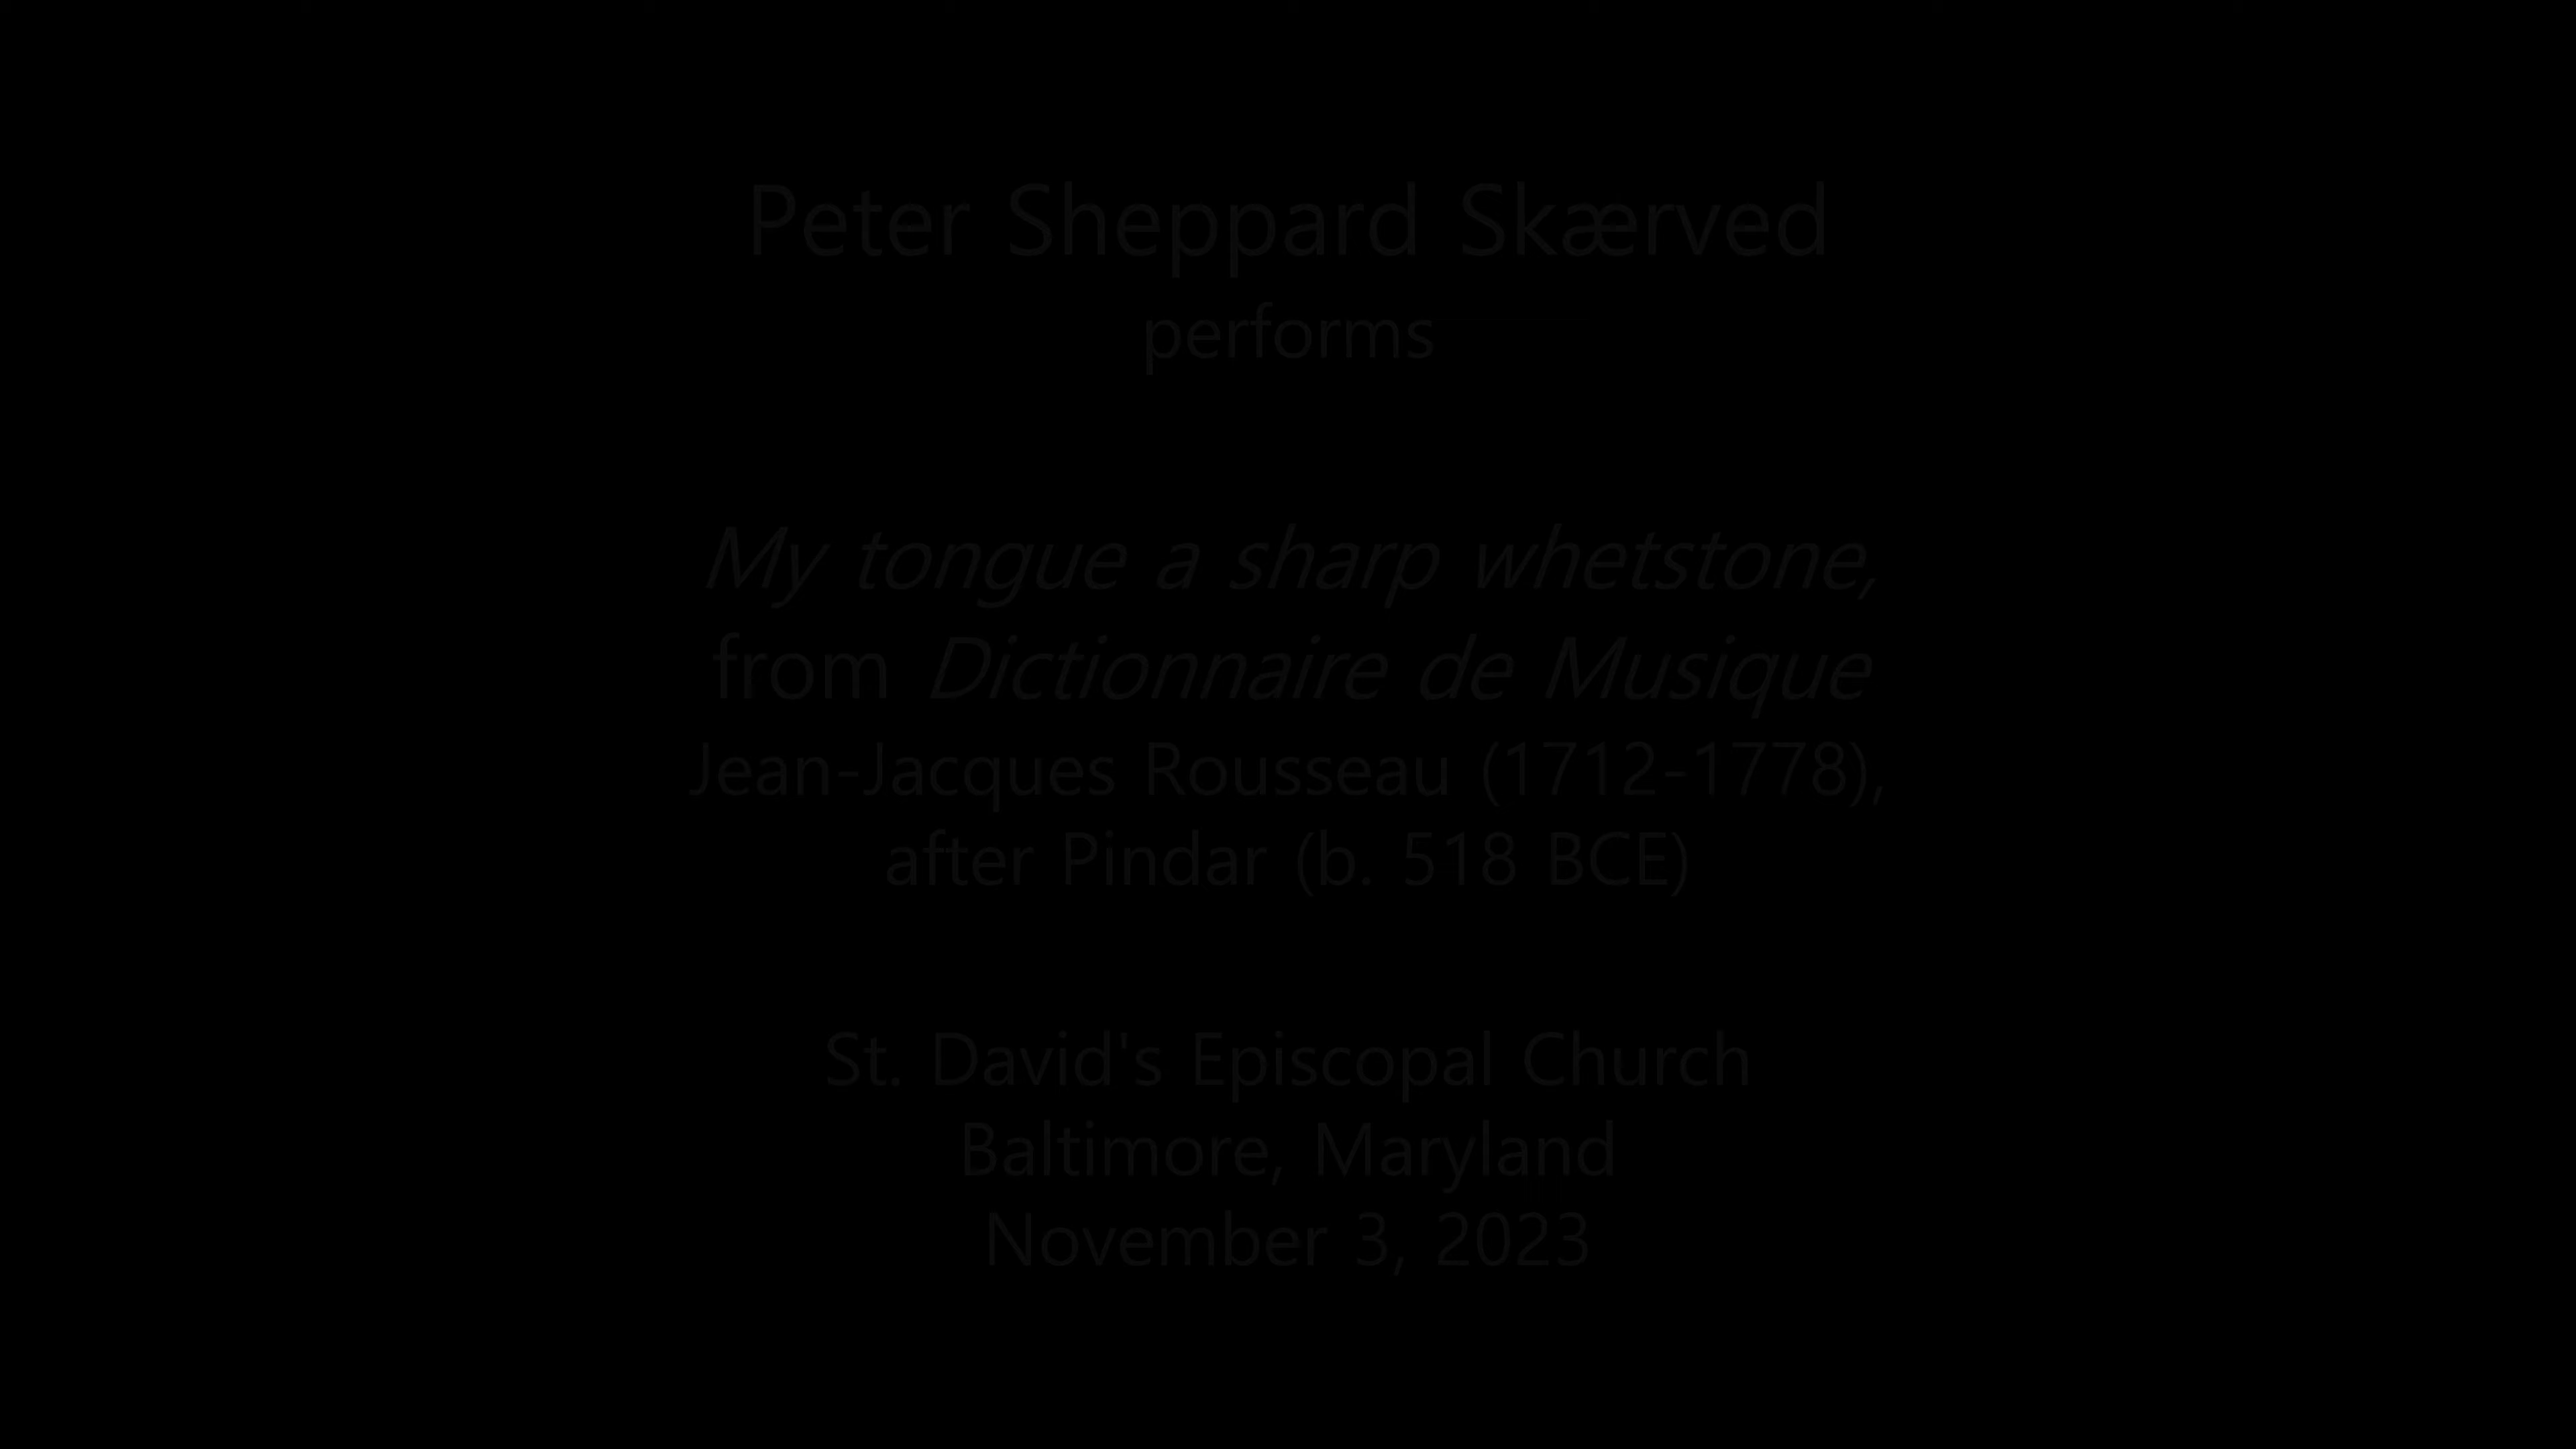 Peter Sheppard Skærved
performs
My tongue a sharp whetstone,
from Dictionnaire de Musique
Jean-Jacques Rousseau (1712-1778),
after Pindar (b. 518 BCE)
St. David's Episcopal Church
Baltimore, Maryland
November 3, 2023